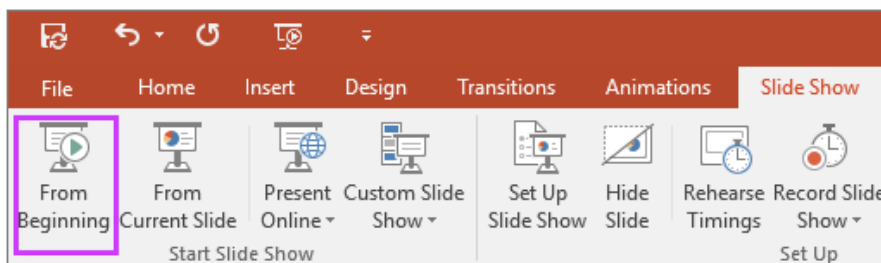 File Home Insert Design Transitions Animations Slide Show
From Beginning
From Current Slide
Present Online
Custom Slide Show
Set Up Slide Show
Hide Slide
Rehearse Timings
Record Slide Show
Start Slide Show
Set Up